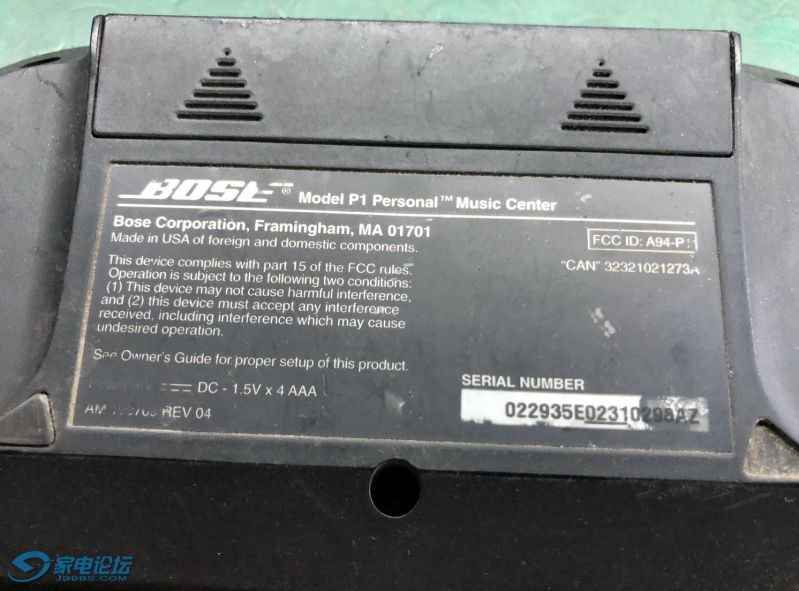 BOSE ® Model P1 Personal™ Music Center
Bose Corporation, Framingham, MA 01701
Made in USA of foreign and domestic components.
FCC ID: A94-P
"CAN" 32321021273A
This device complies with part 15 of the FCC rules.
Operation is subject to the following two conditions:
(1) This device may not cause harmful interference,
and (2) this device must accept any interference
received, including interference which may cause
undesired operation.
See Owner's Guide for proper setup of this product.
DC - 1.5V x 4 AAA
AM REV 04
SERIAL NUMBER
022935E02310298AZ
家电论坛
JDBBS.COM